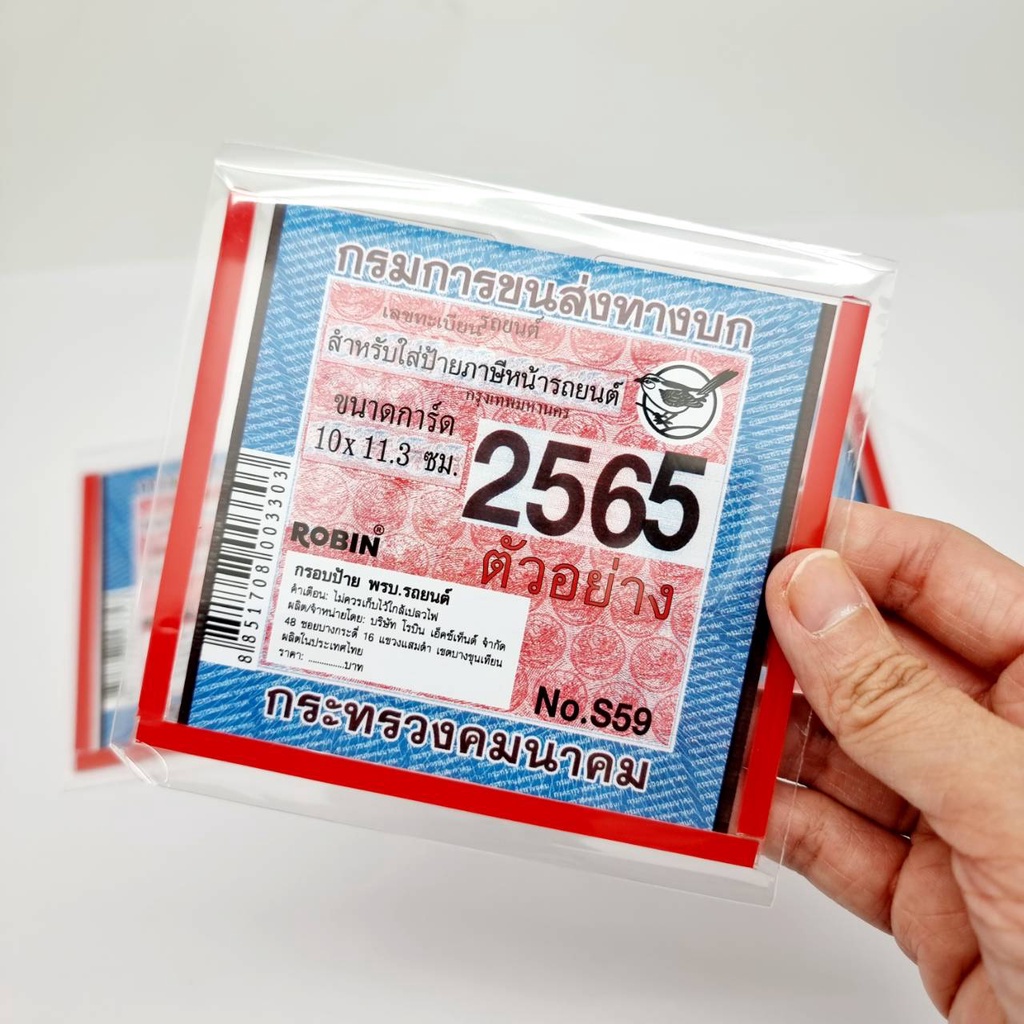 กรมการขนส่งทางบก
เลขทะเบียนรถยนต์
สำหรับใส่ป้ายภาษีหน้ารถยนต์
กรุงเทพมหานคร
ขนาดการ์ด
10x11.3 ซม.
2565
ROBIN®
ตัวอย่าง
กรอบป้าย พรบ.รถยนต์
คำเตือน: ไม่ควรเก็บไว้ใกล้เปลวไฟ
ผลิต/จำหน่ายโดย: บริษัท โรบิน เอ็คซ์เท็นด์ จำกัด
48 ซอยบางกระดี่ 16 แขวงแสมดำ เขตบางขุนเทียน
ผลิตในประเทศไทย
ราคา: ..............บาท
No.S59
8851708003303
กระทรวงคมนาคม